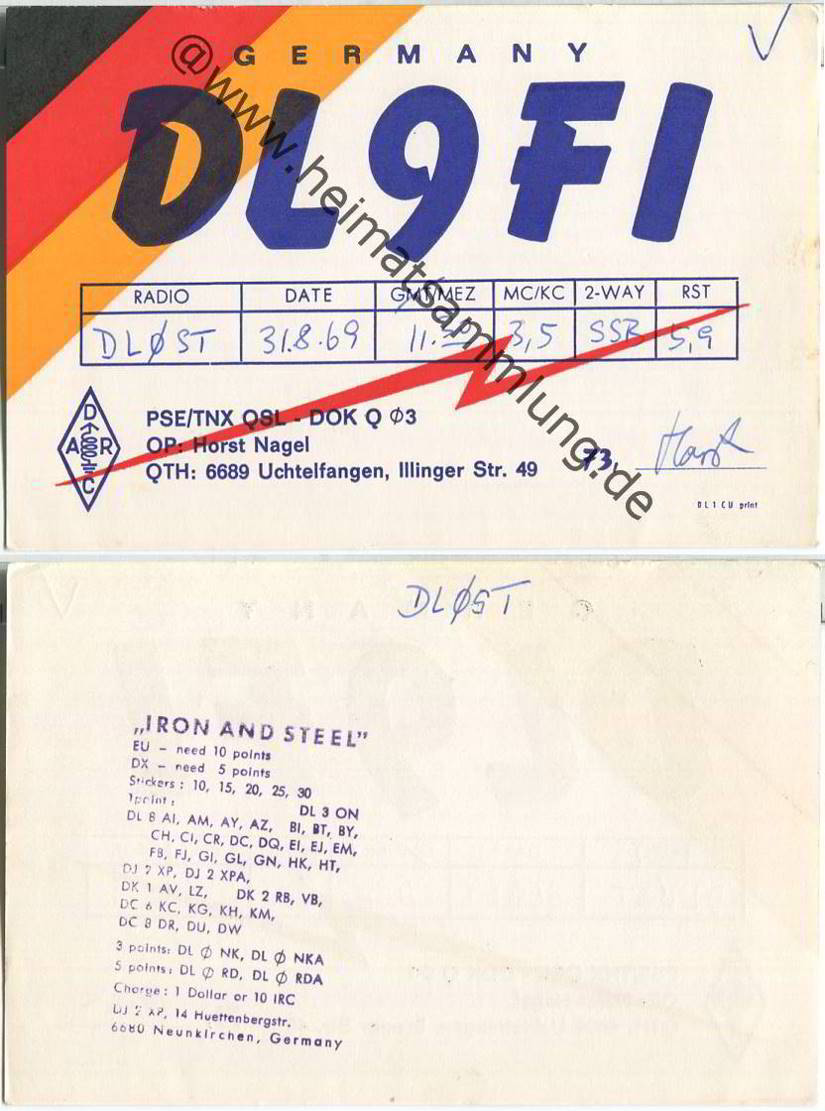 GERMANY
DL9FI
RADIO DATE GMT/MEZ MC/KC 2-WAY RST
DLØST 31.8.69 11.20 3,5 SSB 5,9
DARC
PSE/TNX QSL - DOK Q Ø3
OP: Horst Nagel
QTH: 6689 Uchtelfangen, Illinger Str. 49
73, Horst
DL1CU print
@www.heimatsammlung.de
DLØST
„IRON AND STEEL”
EU - need 10 points
DX - need 5 points
Stickers: 10, 15, 20, 25, 30
1point:
DL 3 ON
DL 8 AI, AM, AY, AZ, BI, BT, BY,
CH, CI, CR, DC, DQ, EI, EJ, EM,
FB, FJ, GI, GL, GN, HK, HT,
DJ 2 XP, DJ 2 XPA,
DK 1 AV, LZ, DK 2 RB, VB,
DC 6 KC, KG, KH, KM,
DC 8 DR, DU, DW
3 points: DL Ø NK, DL Ø NKA
5 points: DL Ø RD, DL Ø RDA
Charge: 1 Dollar or 10 IRC
DJ 2 XP, 14 Huettenbergstr.
6680 Neunkirchen, Germany